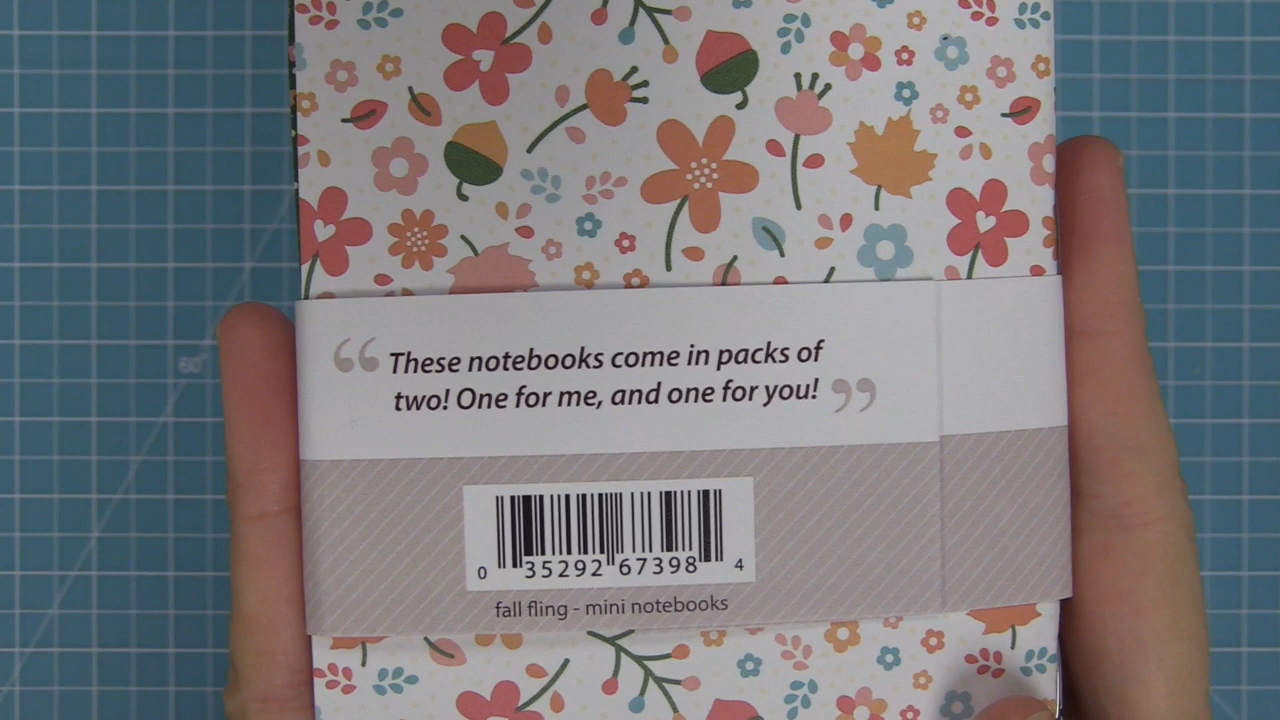 60°
“ These notebooks come in packs of
two! One for me, and one for you! ”
0 35292 67398 4
fall fling - mini notebooks